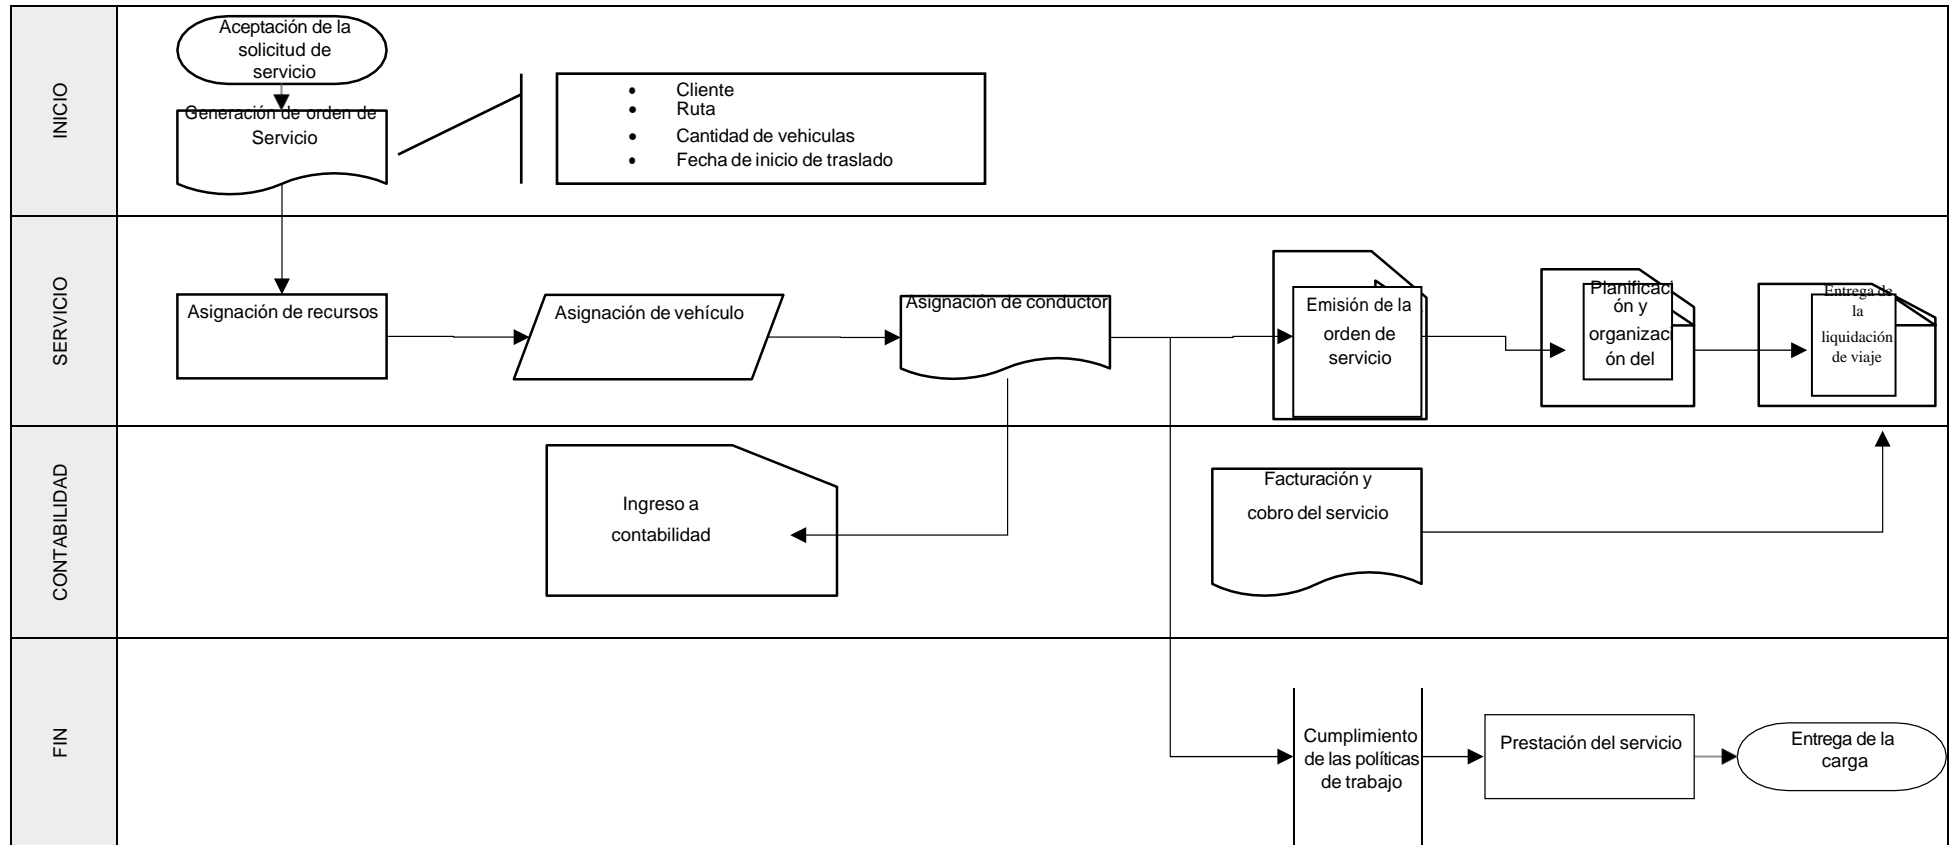 INICIO
Aceptación de la
solicitud de
servicio
Generación de orden de
Servicio
• Cliente
• Ruta
• Cantidad de vehiculas
• Fecha de inicio de traslado
SERVICIO
Asignación de recursos
Asignación de vehículo
Asignación de conductor
Emisión de la
orden de
servicio
Planificaci
ón y
organizaci
ón del
Entrega de
la
liquidación
de viaje
CONTABILIDAD
Ingreso a
contabilidad
Facturación y
cobro del servicio
FIN
Cumplimiento
de las políticas
de trabajo
Prestación del servicio
Entrega de la
carga